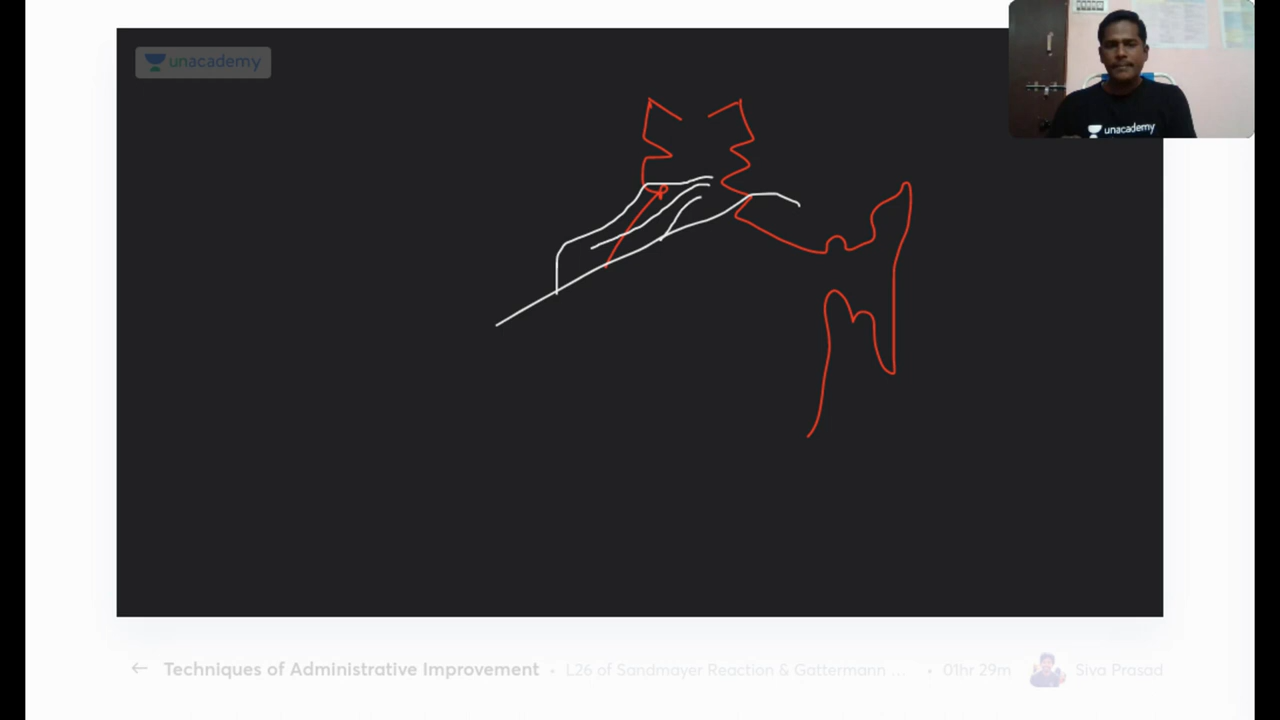 unacademy
unacademy
← Techniques of Administrative Improvement • L26 of Sandmayer Reaction & Gattermann ... • 01hr 29m Siva Prasad